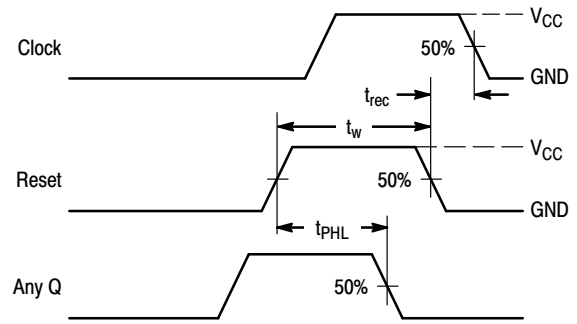 V_CC
Clock
50%
GND
t_rec
t_w
V_CC
Reset
50%
GND
t_PHL
Any Q
50%